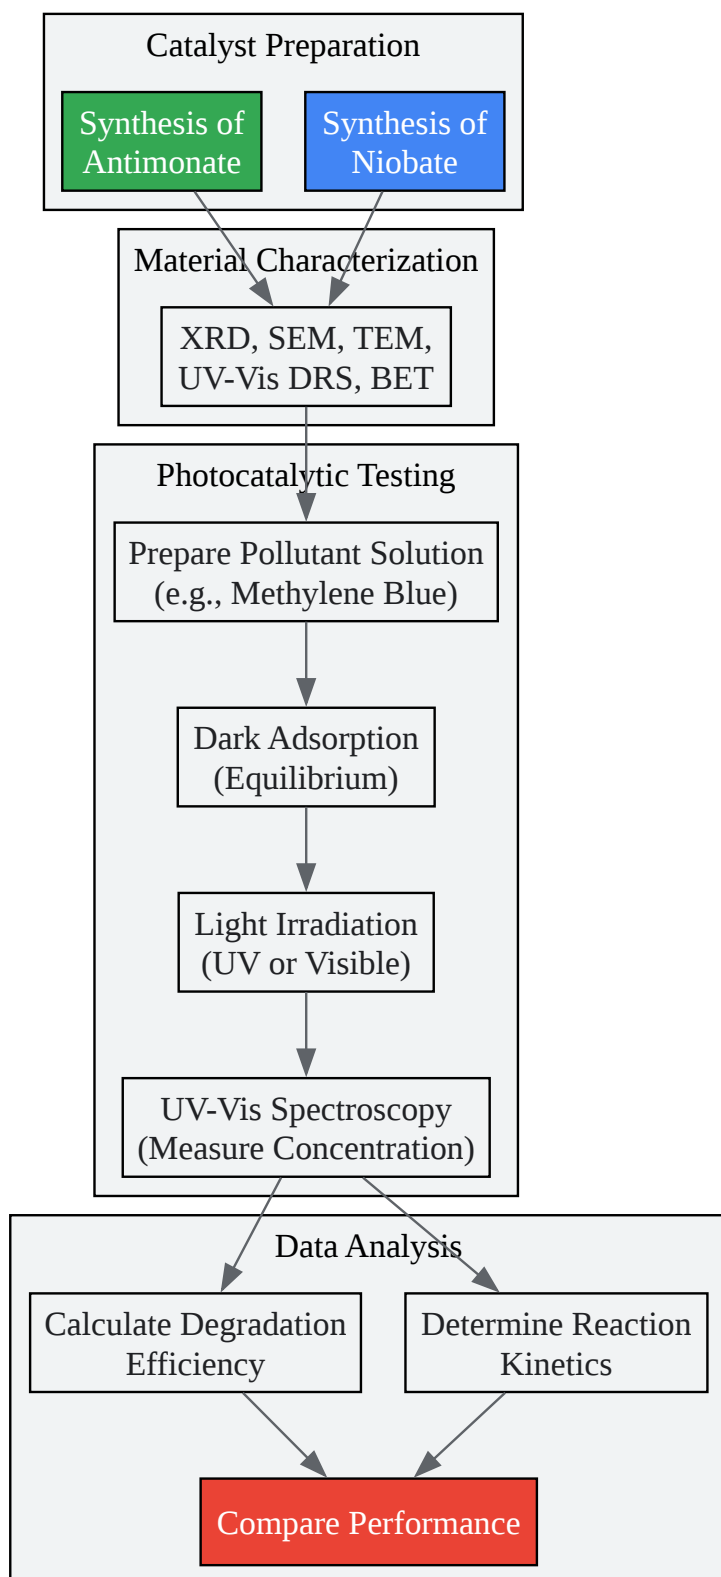 Catalyst Preparation
Synthesis of
Antimonate
Synthesis of
Niobate
Material Characterization
XRD, SEM, TEM,
UV-Vis DRS, BET
Photocatalytic Testing
Prepare Pollutant Solution
(e.g., Methylene Blue)
Dark Adsorption
(Equilibrium)
Light Irradiation
(UV or Visible)
UV-Vis Spectroscopy
(Measure Concentration)
Data Analysis
Calculate Degradation
Efficiency
Determine Reaction
Kinetics
Compare Performance